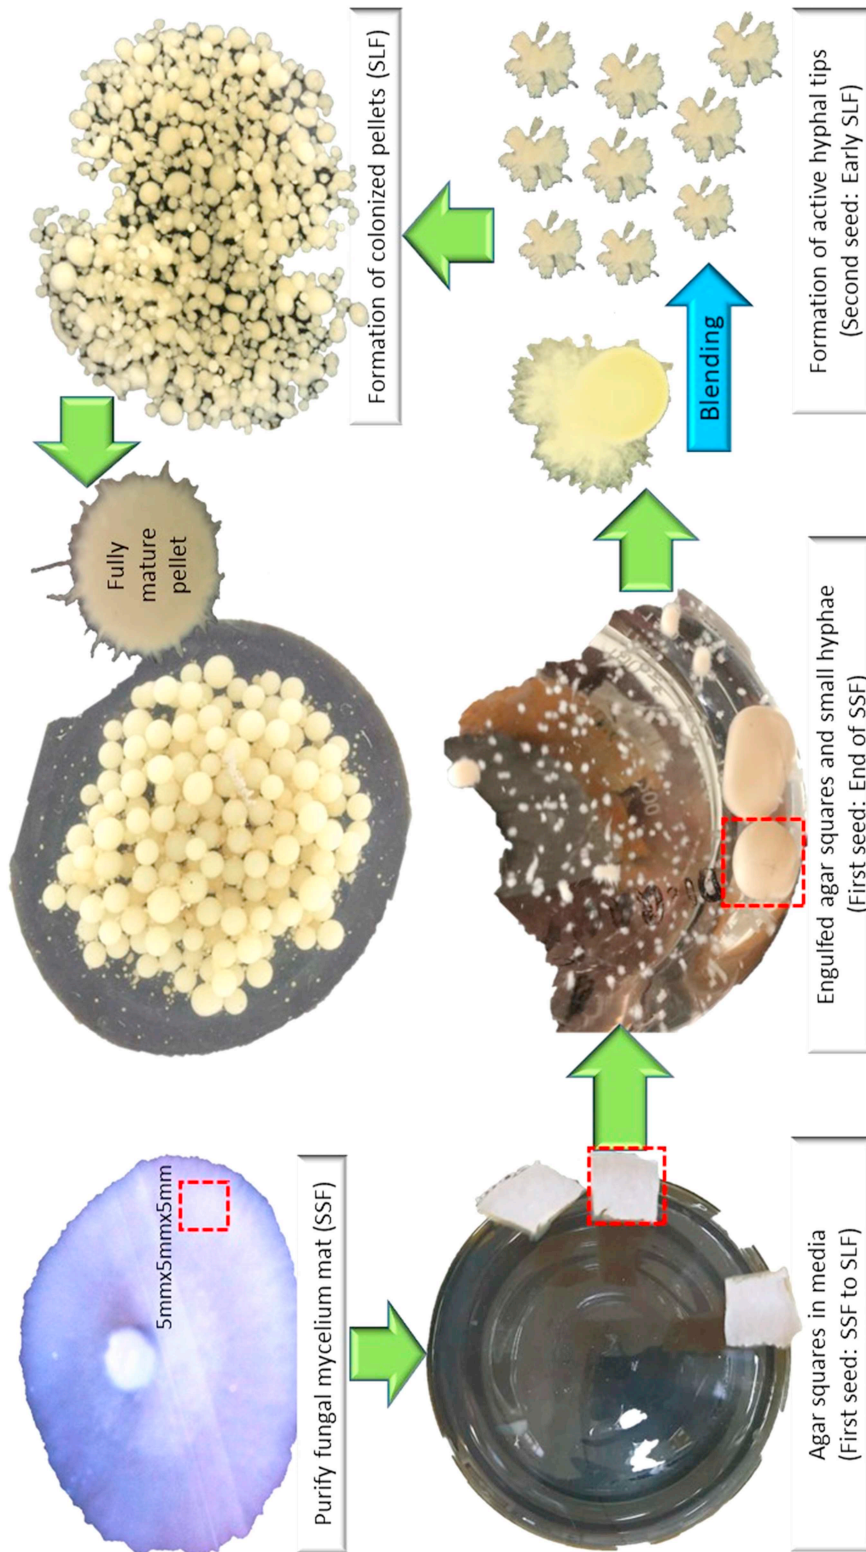 5mmx5mmx5mm
Purify fungal mycelium mat (SSF)
Agar squares in media
(First seed: SSF to SLF)
Engulfed agar squares and small hyphae
(First seed: End of SSF)
Blending
Formation of active hyphal tips
(Second seed: Early SLF)
Formation of colonized pellets (SLF)
Fully
mature
pellet